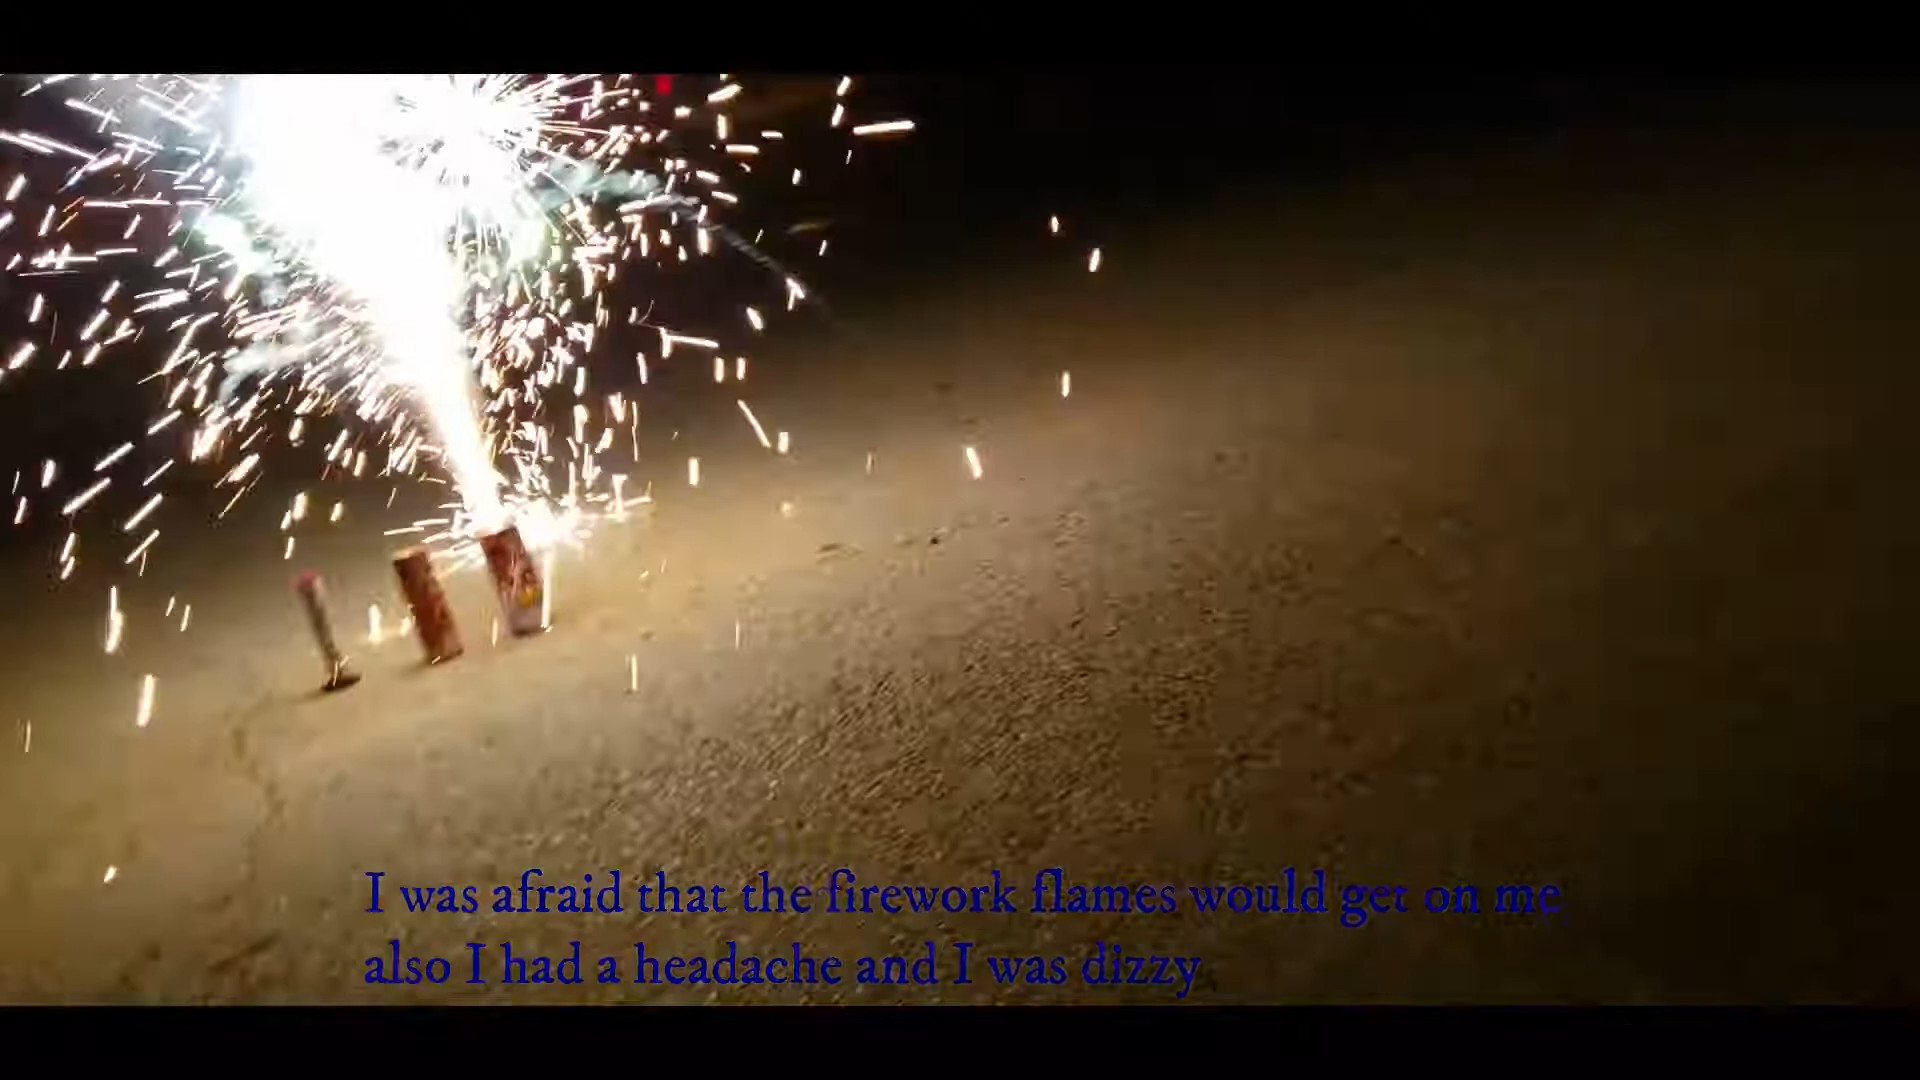 I was afraid that the firework flames would get on me
also I had a headache and I was dizzy